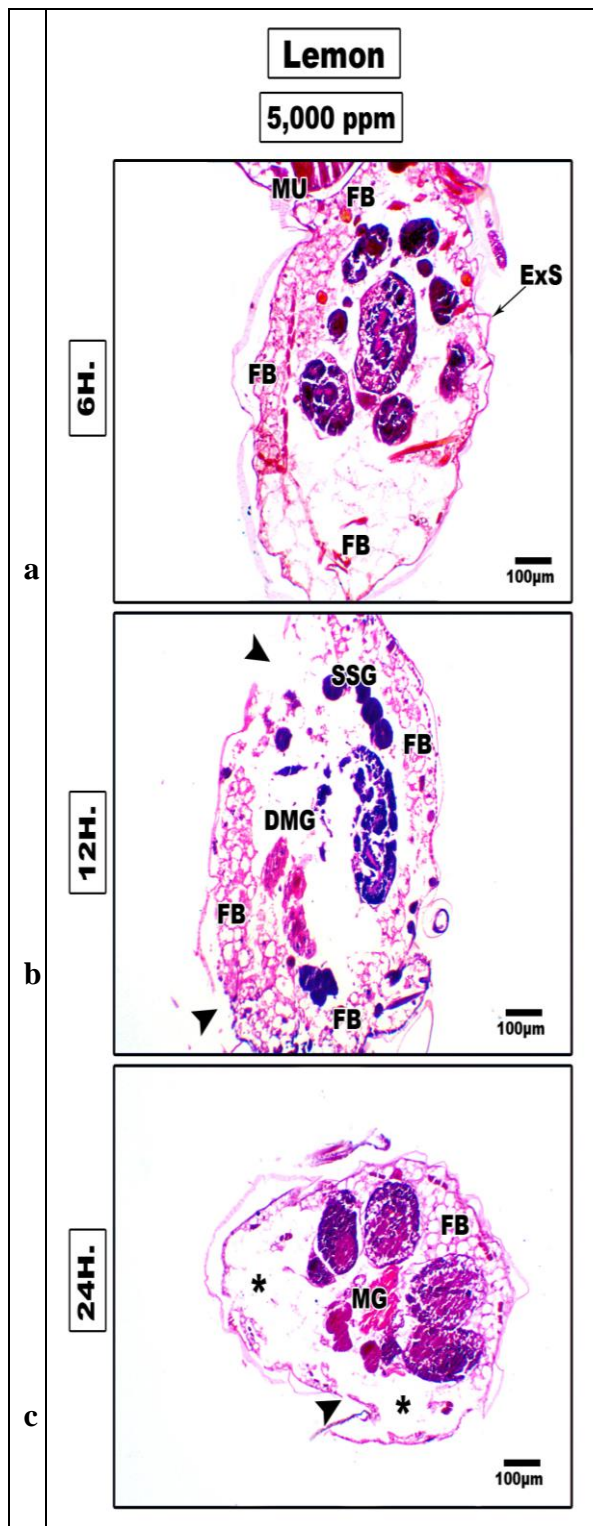 Lemon
5,000 ppm
a
6H.
MU
FB
ExS
FB
FB
100µm
b
12H.
SSG
FB
DMG
FB
FB
100µm
c
24H.
FB
*
MG
*
100µm